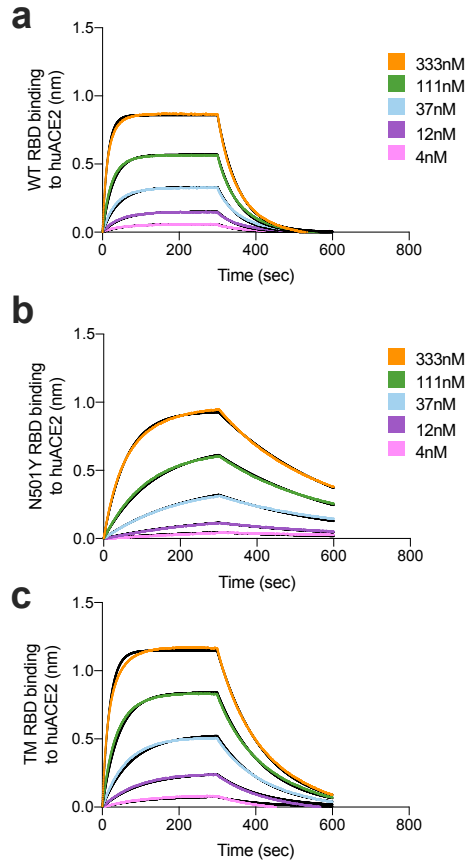 a
WT RBD binding
to huACE2 (nm)
1.5
1.0
0.5
0.0
0
200
400
600
800
Time (sec)
333nM
111nM
37nM
12nM
4nM
b
N501Y RBD binding
to huACE2 (nm)
1.5
1.0
0.5
0.0
0
200
400
600
800
Time (sec)
333nM
111nM
37nM
12nM
4nM
c
TM RBD binding
to huACE2 (nm)
1.5
1.0
0.5
0.0
0
200
400
600
800
Time (sec)